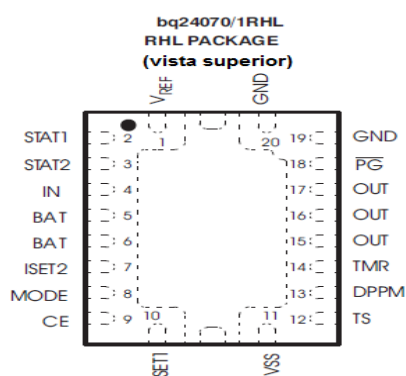 bq24070/1RHL
RHL PACKAGE
(vista superior)
VREF
GND
1
20
STAT1 2
19 GND
STAT2 3
18 PG
IN 4
17 OUT
BAT 5
16 OUT
BAT 6
15 OUT
ISET2 7
14 TMR
MODE 8
13 DPPM
CE 9
12 TS
10
11
ISET1
VSS